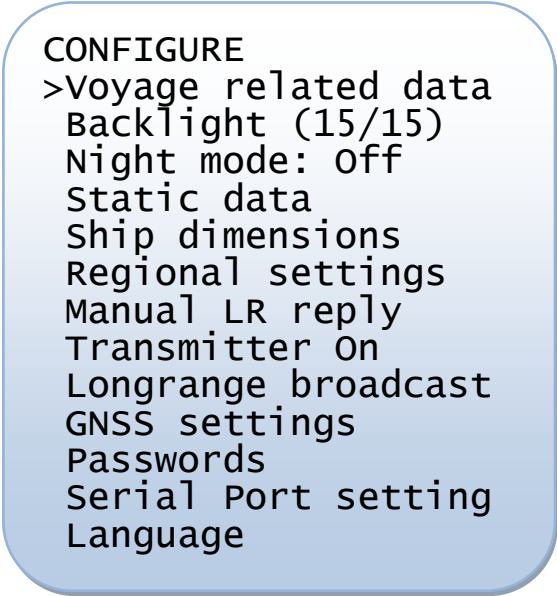 CONFIGURE
>Voyage related data
Backlight (15/15)
Night mode: Off
Static data
Ship dimensions
Regional settings
Manual LR reply
Transmitter On
Longrange broadcast
GNSS settings
Passwords
Serial Port setting
Language